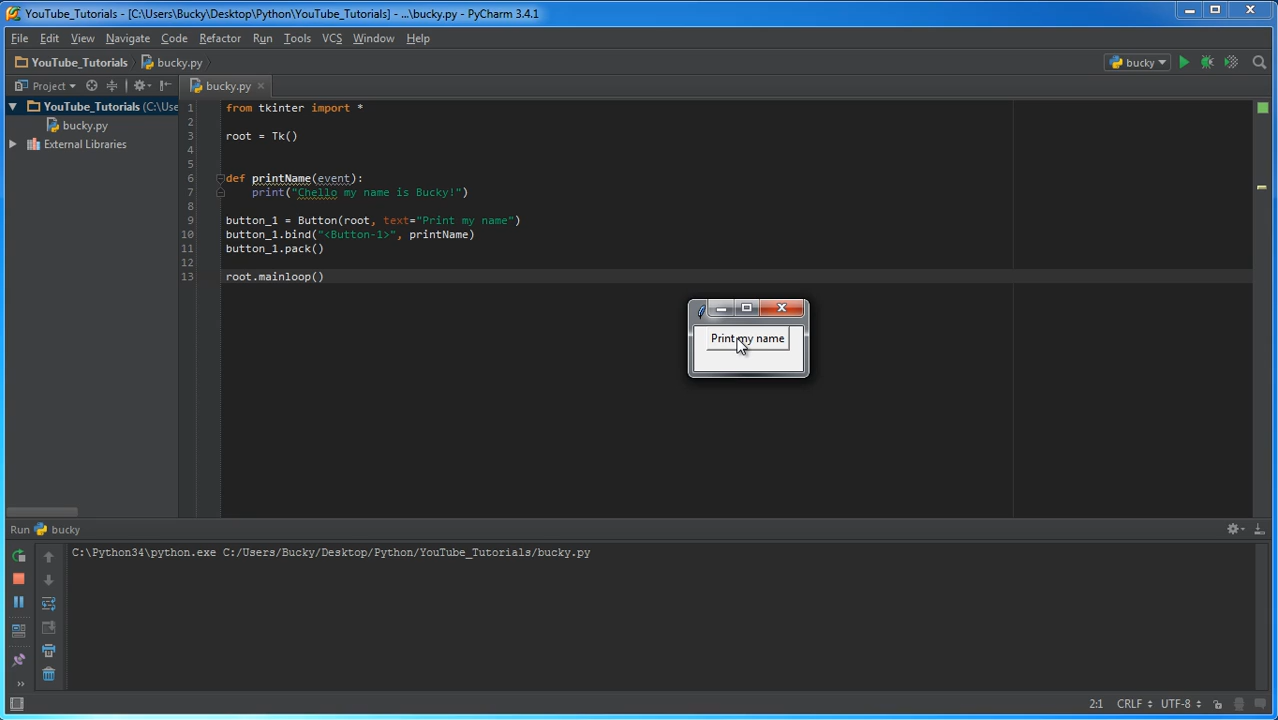 YouTube_Tutorials - [C:\Users\Bucky\Desktop\Python\YouTube_Tutorials] - ...\bucky.py - PyCharm 3.4.1
File Edit View Navigate Code Refactor Run Tools VCS Window Help
YouTube_Tutorials bucky.py bucky
Project bucky.py
YouTube_Tutorials (C:\Use
bucky.py
External Libraries
1 from tkinter import *
2
3 root = Tk()
4
5
6 def printName(event):
7 print("Chello my name is Bucky!")
8
9 button_1 = Button(root, text="Print my name")
10 button_1.bind("<Button-1>", printName)
11 button_1.pack()
12
13 root.mainloop()
Print my name
Run bucky
C:\Python34\python.exe C:/Users/Bucky/Desktop/Python/YouTube_Tutorials/bucky.py
2:1 CRLF UTF-8